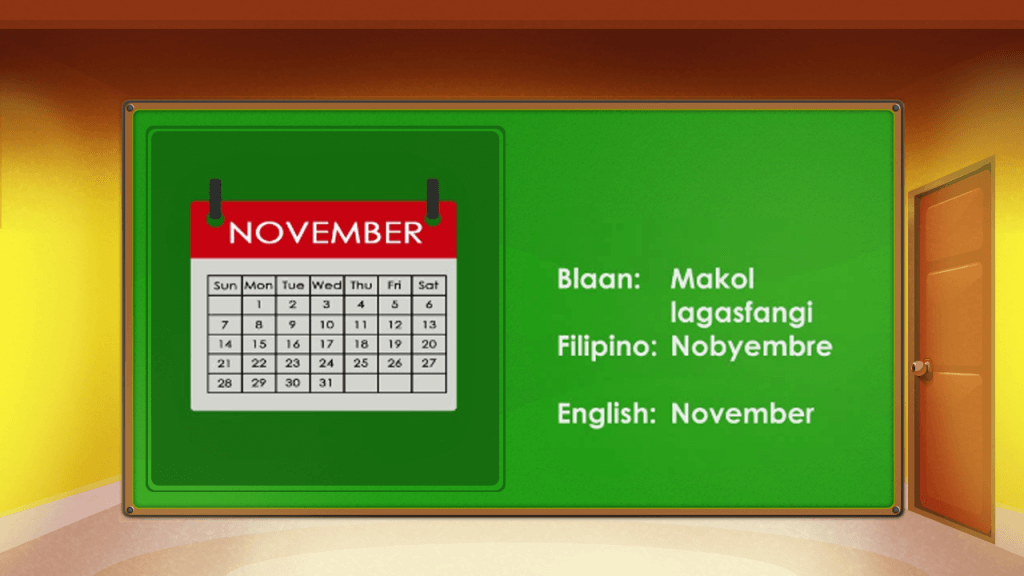 NOVEMBER
Sun Mon Tue Wed Thu Fri Sat
1 2 3 4 5 6
7 8 9 10 11 12 13
14 15 16 17 18 19 20
21 22 23 24 25 26 27
28 29 30 31
Blaan: Makol
lagasfangi
Filipino: Nobyembre
English: November